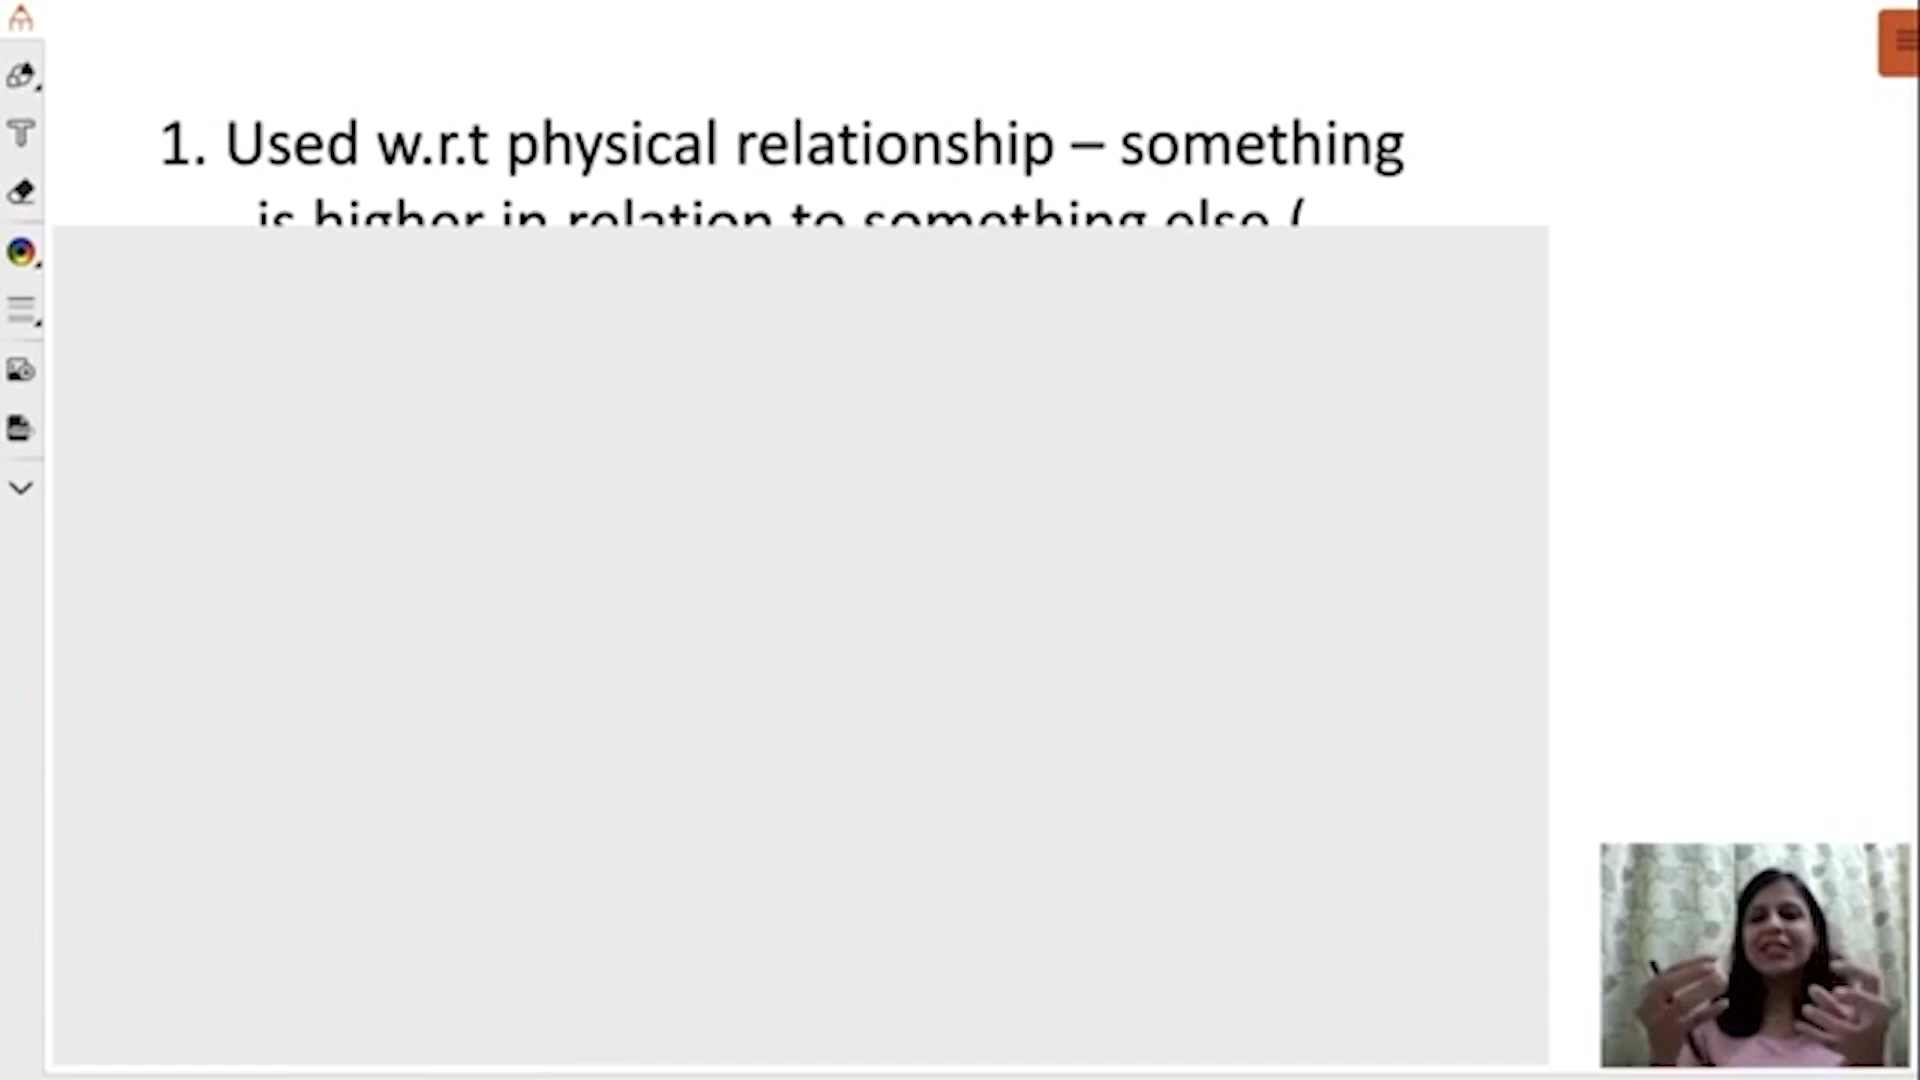 1. Used w.r.t physical relationship – something
is higher in relation to something else (